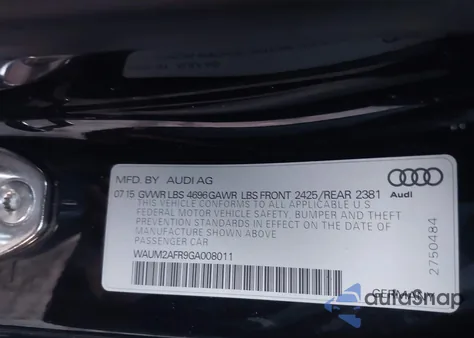 MFD. BY AUDI AG
07.15 GVWR LBS 4696 GAWR LBS FRONT 2425/REAR 2381
THIS VEHICLE CONFORMS TO ALL APPLICABLE U.S
FEDERAL MOTOR VEHICLE SAFETY, BUMPER AND THEFT
PREVENTION STANDARDS IN EFFECT ON THE DATE OF
MANUFACTURE SHOWN ABOVE.
PASSENGER CAR
WAUM2AFR9GA008011
Audi
2750484
GERMANY
autoSnap